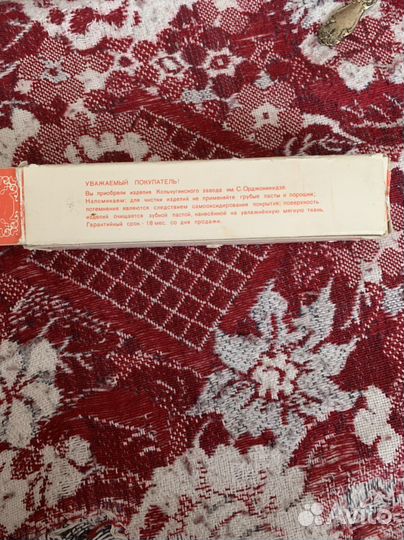 УВАЖАЕМЫЙ ПОКУПАТЕЛЬ!
Вы приобрели изделия Кольчугинского завода им. С. Орджоникидзе.
Напоминаем: для чистки изделий не применяйте грубые пасты и порошки;
потемнения являются следствием самооксидирования покрытия; поверхность
изделий очищается зубной пастой, нанесённой на увлажнённую мягкую ткань.
Гарантийный срок - 18 мес. со дня продажи.
Avito